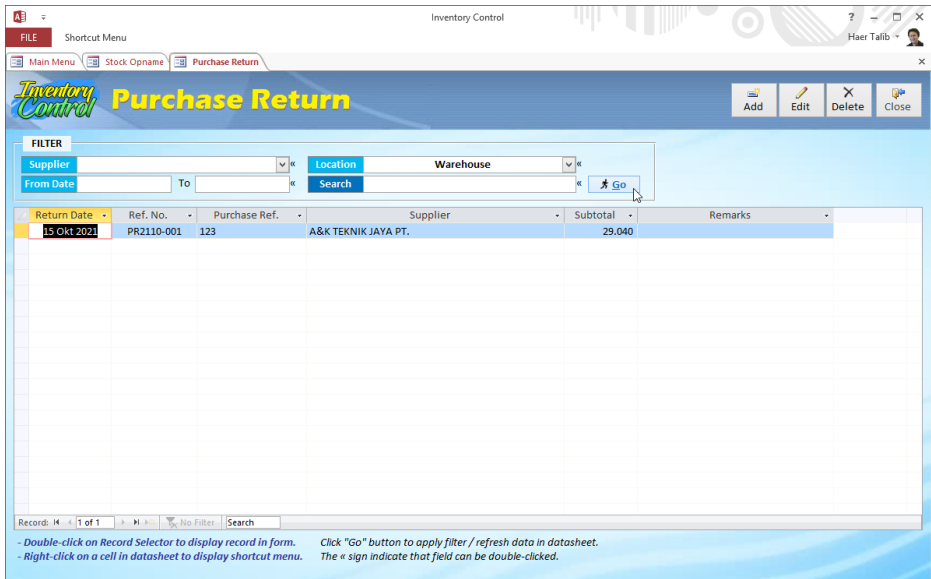 Inventory Control
FILE Shortcut Menu Haer Talib
Main Menu Stock Opname Purchase Return
Inventory Control
Purchase Return
Add Edit Delete Close
FILTER
Supplier « Location Warehouse «
From Date To « Search « Go
Return Date Ref. No. Purchase Ref. Supplier Subtotal Remarks
15 Okt 2021 PR2110-001 123 A&K TEKNIK JAYA PT. 29.040
Record: 1 of 1 No Filter Search
- Double-click on Record Selector to display record in form. Click "Go" button to apply filter / refresh data in datasheet.
- Right-click on a cell in datasheet to display shortcut menu. The « sign indicate that field can be double-clicked.